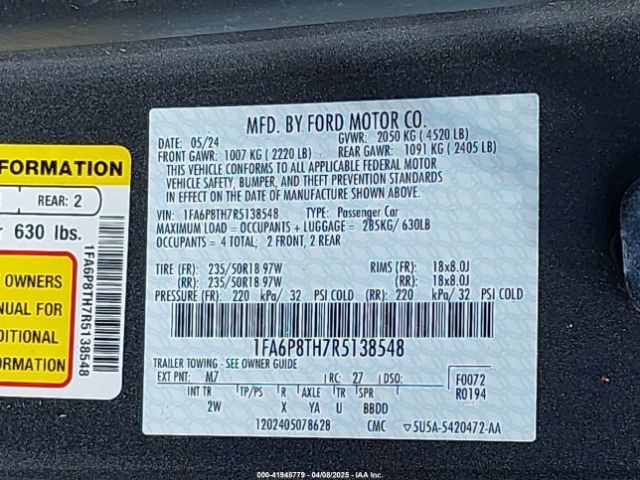 FORMATION
REAR: 2
630 lbs.
OWNERS
ANUAL FOR
DITIONAL
FORMATION
1FA6P8TH7R5138548
MFD. BY FORD MOTOR CO.
DATE: 05/24 GVWR: 2050 KG ( 4520 LB)
FRONT GAWR: 1007 KG ( 2220 LB) REAR GAWR: 1091 KG ( 2405 LB)
THIS VEHICLE CONFORMS TO ALL APPLICABLE FEDERAL MOTOR
VEHICLE SAFETY, BUMPER, AND THEFT PREVENTION STANDARDS
IN EFFECT ON THE DATE OF MANUFACTURE SHOWN ABOVE.
VIN: 1FA6P8TH7R5138548 TYPE: Passenger Car
MAXIMUM LOAD = OCCUPANTS + LUGGAGE = 285KG/ 630LB
OCCUPANTS = 4 TOTAL; 2 FRONT, 2 REAR
TIRE (FR): 235/50R18 97W RIMS (FR): 18x8.0J
(RR): 235/50R18 97W (RR): 18x8.0J
PRESSURE (FR): 220 kPa/ 32 PSI COLD (RR): 220 kPa/ 32 PSI COLD
1FA6P8TH7R5138548
TRAILER TOWING - SEE OWNER GUIDE
EXT PNT: M7 RC: 27 DSO: F0072
INT TR TP/PS R AXLE TR SPR R0194
2W X YA U BBDD
1202405078628 CMC 5U5A-5420472-AA
000-41948779 - 04/08/2025 - IAA Inc.